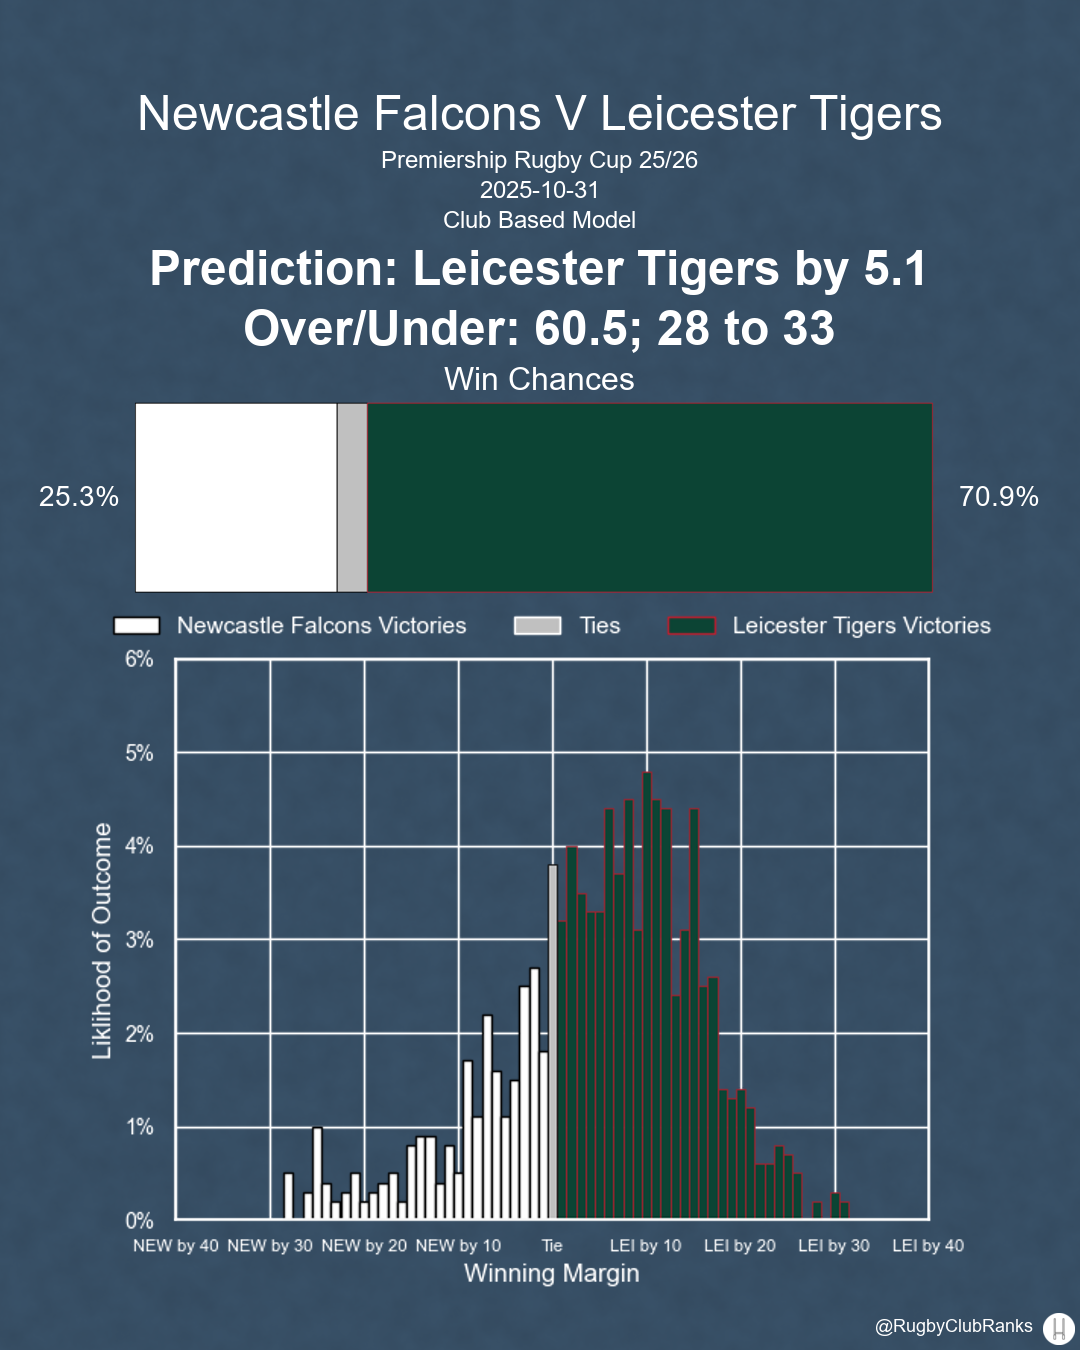 Newcastle Falcons V Leicester Tigers
Premiership Rugby Cup 25/26
2025-10-31
Club Based Model
Prediction: Leicester Tigers by 5.1
Over/Under: 60.5; 28 to 33
Win Chances
25.3%
70.9%
Newcastle Falcons Victories Ties Leicester Tigers Victories
6%
5%
4%
3%
2%
1%
0%
Liklihood of Outcome
NEW by 40 NEW by 30 NEW by 20 NEW by 10 Tie LEI by 10 LEI by 20 LEI by 30 LEI by 40
Winning Margin
@RugbyClubRanks